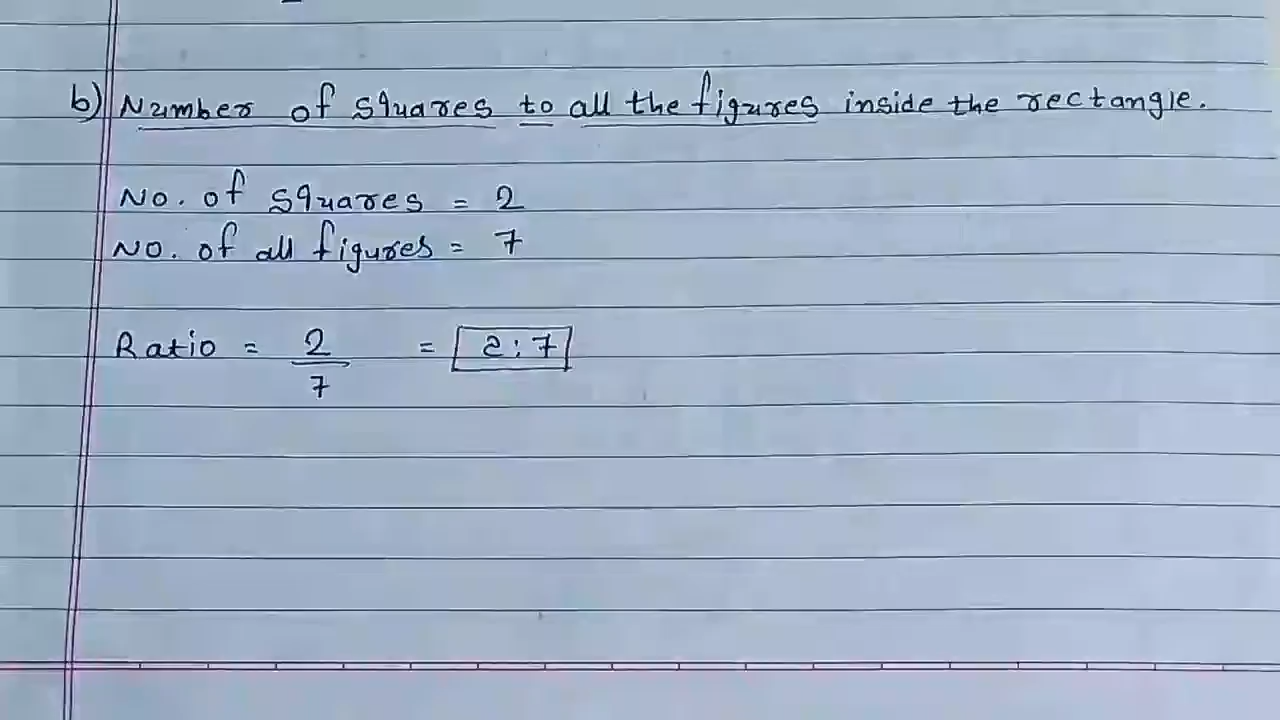 b) Number of squares to all the figures inside the rectangle.
No. of squares = 2
No. of all figures = 7
Ratio = 2/7 = 2:7